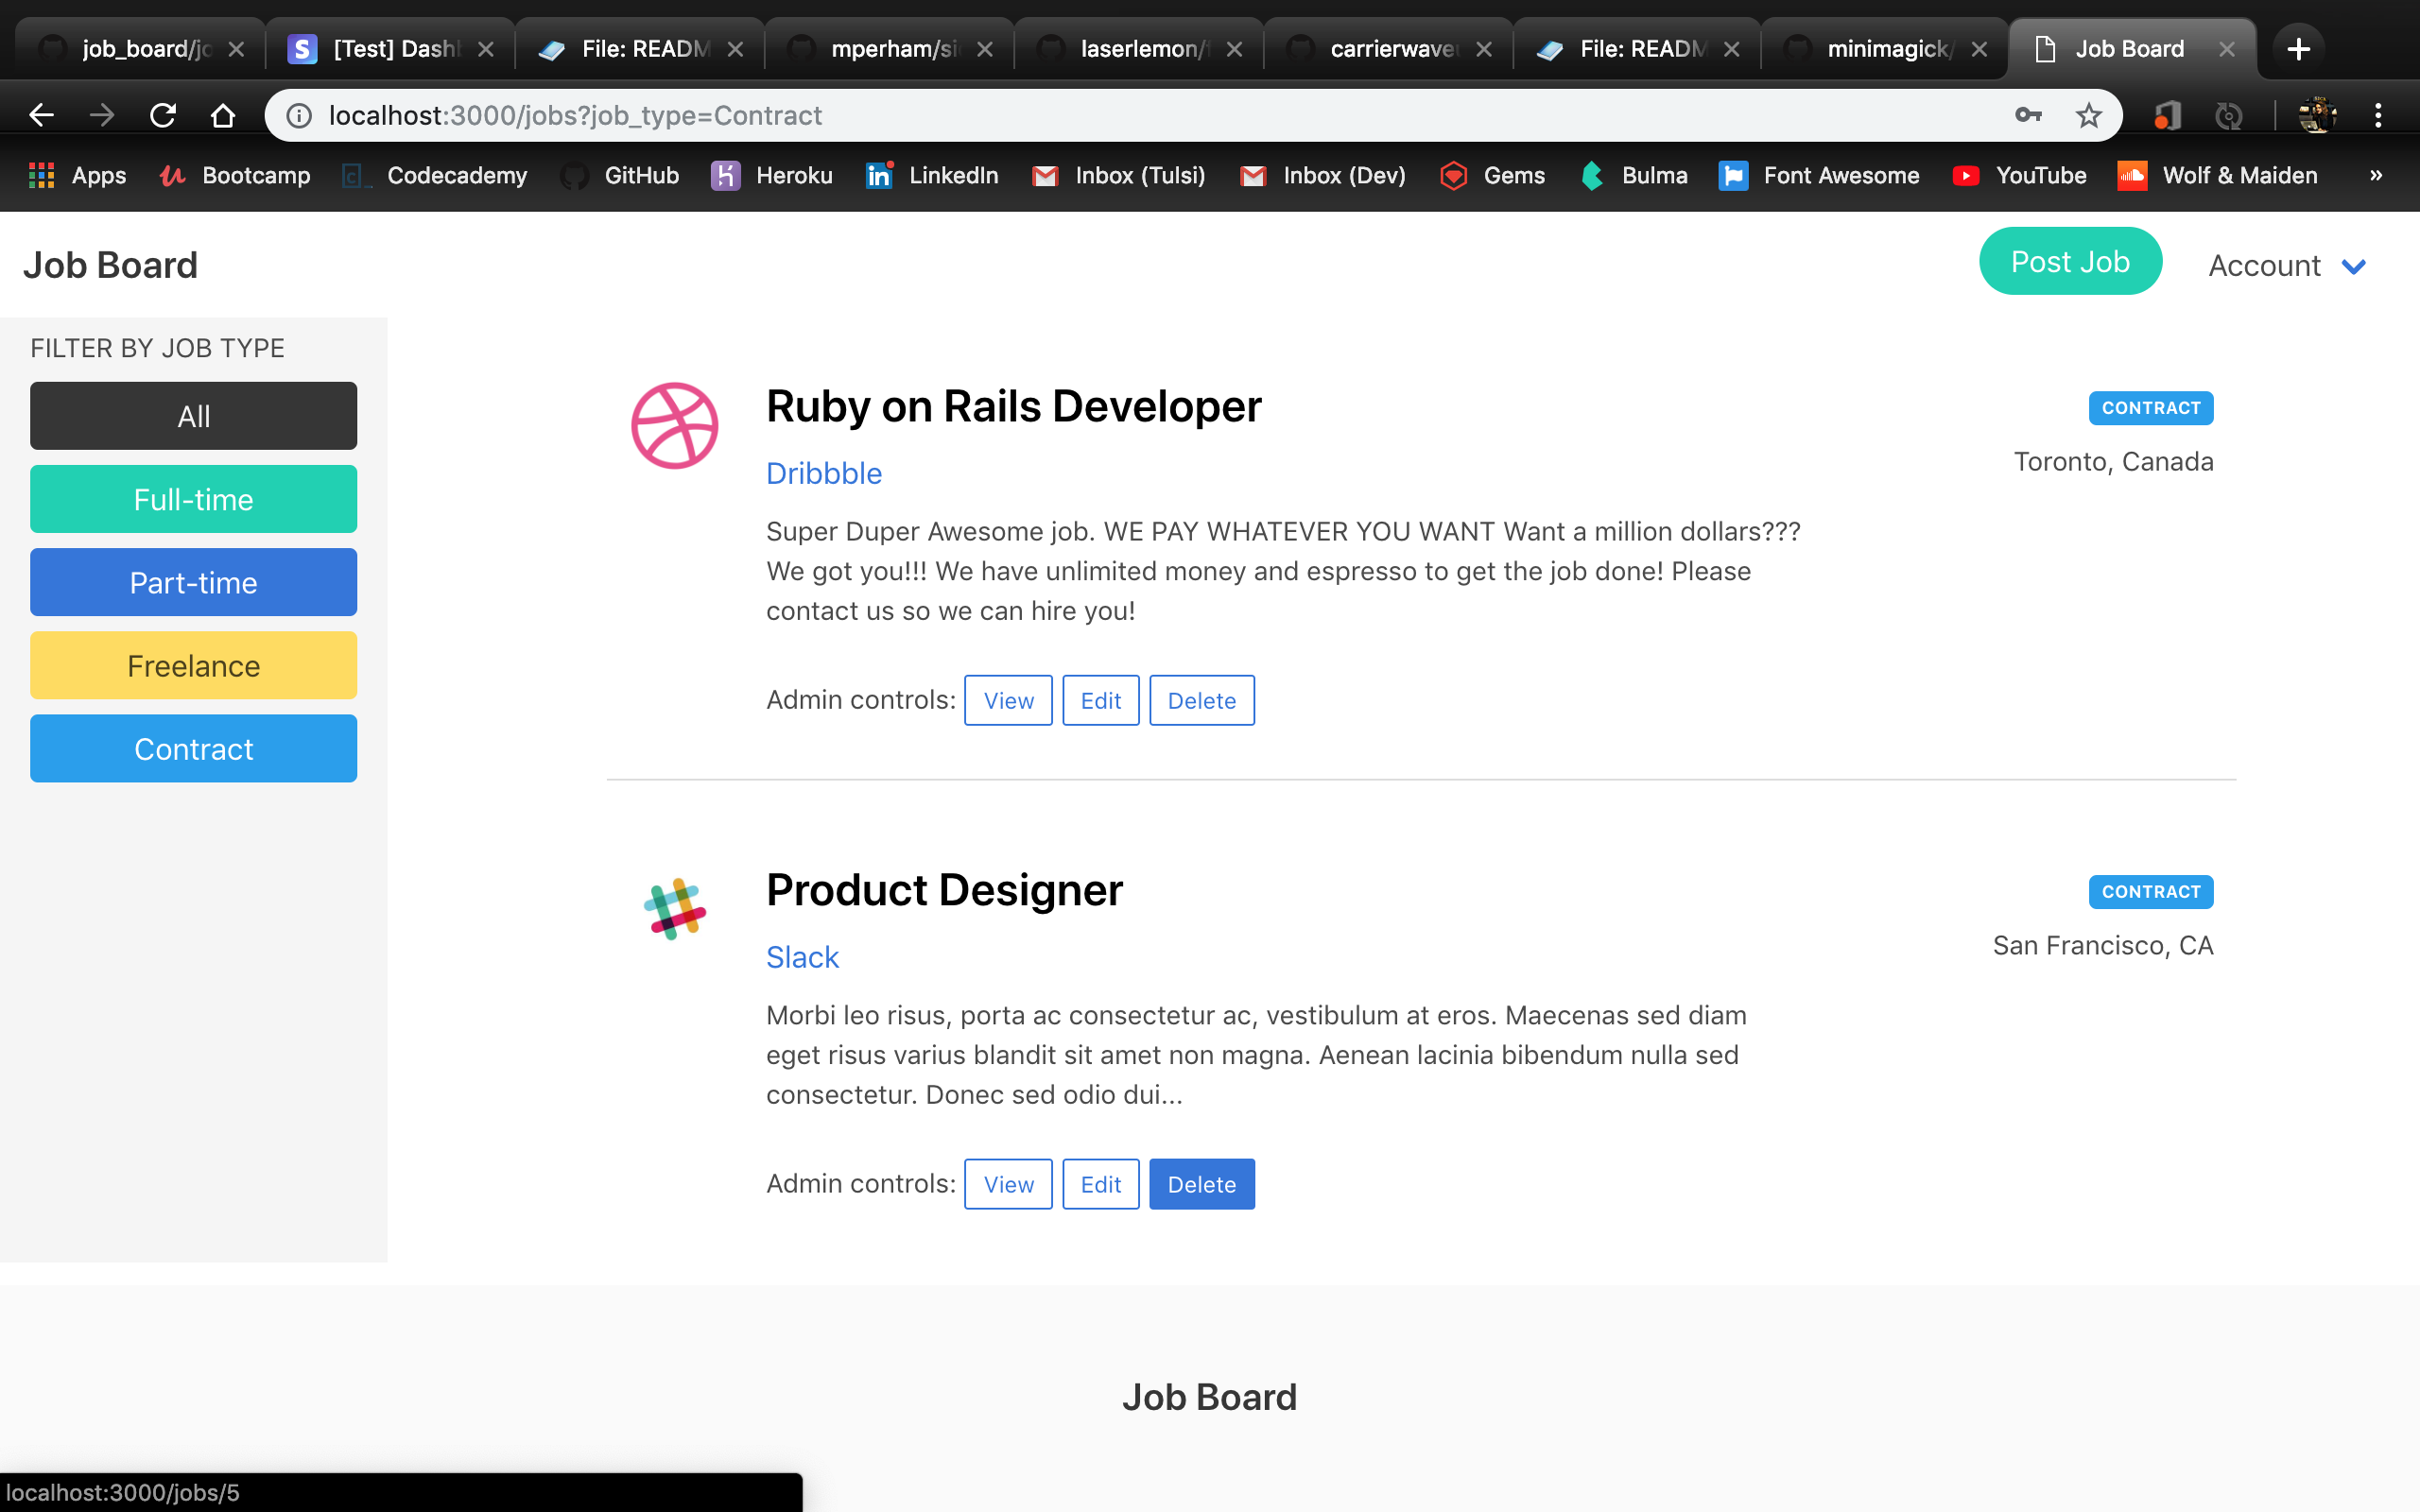 job_board/jo
[Test] Dash
File: READM
mperham/si
laserlemon/
carrierwave
File: READM
minimagick/
Job Board
localhost:3000/jobs?job_type=Contract
Apps Bootcamp Codecademy GitHub Heroku LinkedIn Inbox (Tulsi) Inbox (Dev) Gems Bulma Font Awesome YouTube Wolf & Maiden »
Job Board
Post Job
Account
FILTER BY JOB TYPE
All
Full-time
Part-time
Freelance
Contract
Ruby on Rails Developer
CONTRACT
Dribbble
Toronto, Canada
Super Duper Awesome job. WE PAY WHATEVER YOU WANT Want a million dollars???
We got you!!! We have unlimited money and espresso to get the job done! Please
contact us so we can hire you!
Admin controls: View Edit Delete
Product Designer
CONTRACT
Slack
San Francisco, CA
Morbi leo risus, porta ac consectetur ac, vestibulum at eros. Maecenas sed diam
eget risus varius blandit sit amet non magna. Aenean lacinia bibendum nulla sed
consectetur. Donec sed odio dui...
Admin controls: View Edit Delete
Job Board
localhost:3000/jobs/5